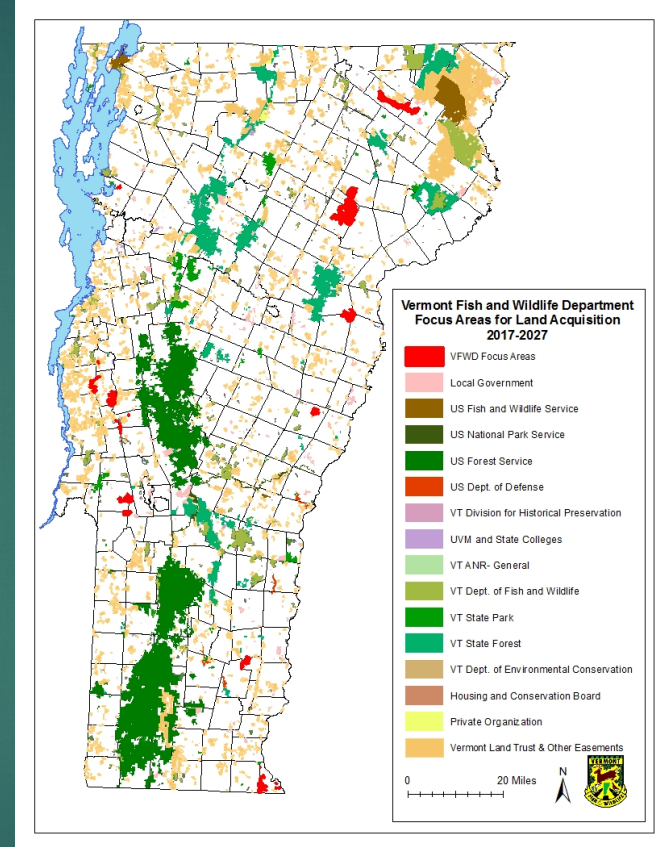 Vermont Fish and Wildlife Department
Focus Areas for Land Acquisition
2017-2027
VFWD Focus Areas
Local Government
US Fish and Wildlife Service
US National Park Service
US Forest Service
US Dept. of Defense
VT Division for Historical Preservation
UVM and State Colleges
VT ANR- General
VT Dept. of Fish and Wildlife
VT State Park
VT State Forest
VT Dept. of Environmental Conservation
Housing and Conservation Board
Private Organization
Vermont Land Trust & Other Easements
0 20 Miles
N
VERMONT
FISH & WILDLIFE